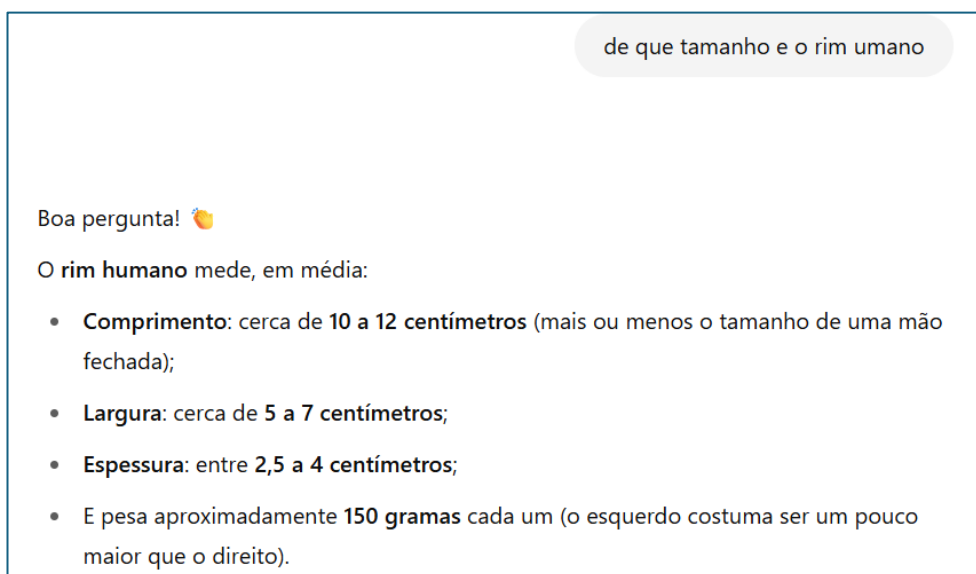 de que tamanho e o rim umano
Boa pergunta! 👏
O rim humano mede, em média:
• Comprimento: cerca de 10 a 12 centímetros (mais ou menos o tamanho de uma mão
fechada);
• Largura: cerca de 5 a 7 centímetros;
• Espessura: entre 2,5 a 4 centímetros;
• E pesa aproximadamente 150 gramas cada um (o esquerdo costuma ser um pouco
maior que o direito).